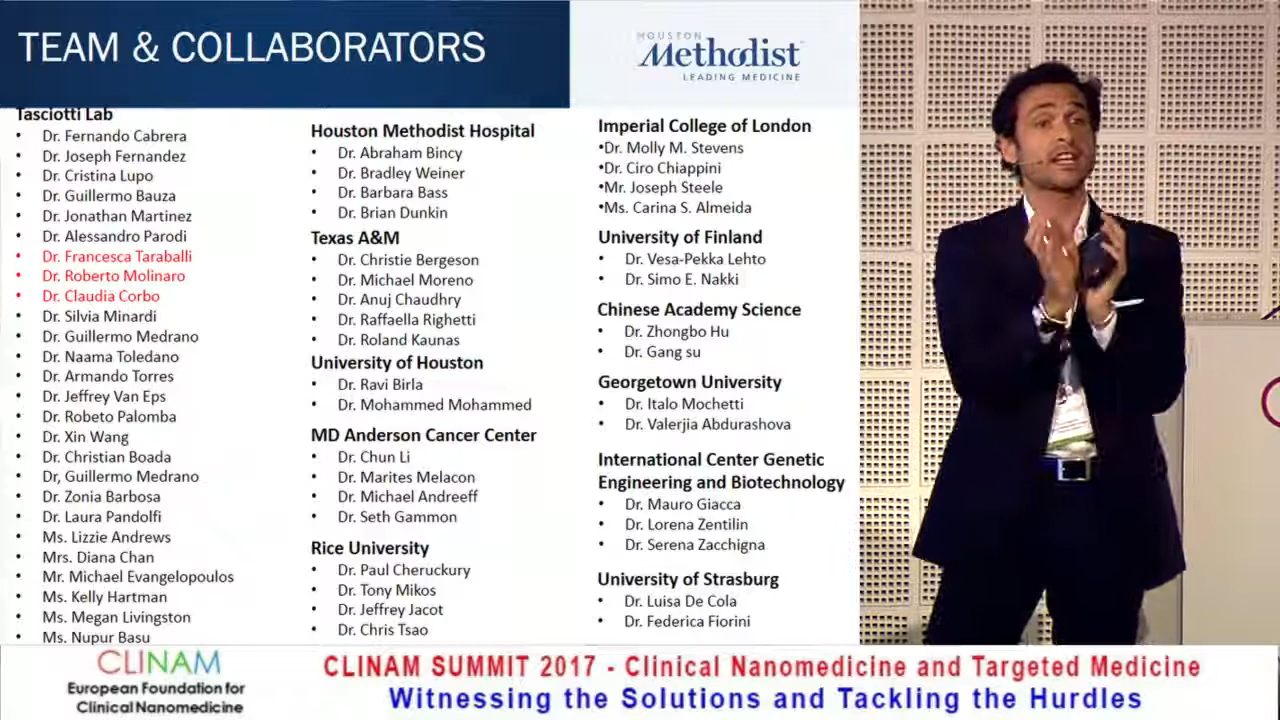 TEAM & COLLABORATORS
HOUSTON
Methodist
LEADING MEDICINE
Tasciotti Lab
• Dr. Fernando Cabrera
• Dr. Joseph Fernandez
• Dr. Cristina Lupo
• Dr. Guillermo Bauza
• Dr. Jonathan Martinez
• Dr. Alessandro Parodi
• Dr. Francesca Taraballi
• Dr. Roberto Molinaro
• Dr. Claudia Corbo
• Dr. Silvia Minardi
• Dr. Guillermo Medrano
• Dr. Naama Toledano
• Dr. Armando Torres
• Dr. Jeffrey Van Eps
• Dr. Robeto Palomba
• Dr. Xin Wang
• Dr. Christian Boada
• Dr, Guillermo Medrano
• Dr. Zonia Barbosa
• Dr. Laura Pandolfi
• Ms. Lizzie Andrews
• Mrs. Diana Chan
• Mr. Michael Evangelopoulos
• Ms. Kelly Hartman
• Ms. Megan Livingston
• Ms. Nupur Basu
Houston Methodist Hospital
• Dr. Abraham Bincy
• Dr. Bradley Weiner
• Dr. Barbara Bass
• Dr. Brian Dunkin
Texas A&M
• Dr. Christie Bergeson
• Dr. Michael Moreno
• Dr. Anuj Chaudhry
• Dr. Raffaella Righetti
• Dr. Roland Kaunas
University of Houston
• Dr. Ravi Birla
• Dr. Mohammed Mohammed
MD Anderson Cancer Center
• Dr. Chun Li
• Dr. Marites Melacon
• Dr. Michael Andreeff
• Dr. Seth Gammon
Rice University
• Dr. Paul Cheruckury
• Dr. Tony Mikos
• Dr. Jeffrey Jacot
• Dr. Chris Tsao
Imperial College of London
•Dr. Molly M. Stevens
•Dr. Ciro Chiappini
•Mr. Joseph Steele
•Ms. Carina S. Almeida
University of Finland
• Dr. Vesa-Pekka Lehto
• Dr. Simo E. Nakki
Chinese Academy Science
• Dr. Zhongbo Hu
• Dr. Gang su
Georgetown University
• Dr. Italo Mochetti
• Dr. Valerjia Abdurashova
International Center Genetic
Engineering and Biotechnology
• Dr. Mauro Giacca
• Dr. Lorena Zentilin
• Dr. Serena Zacchigna
University of Strasburg
• Dr. Luisa De Cola
• Dr. Federica Fiorini
CLINAM
European Foundation for
Clinical Nanomedicine
CLINAM SUMMIT 2017 - Clinical Nanomedicine and Targeted Medicine
Witnessing the Solutions and Tackling the Hurdles